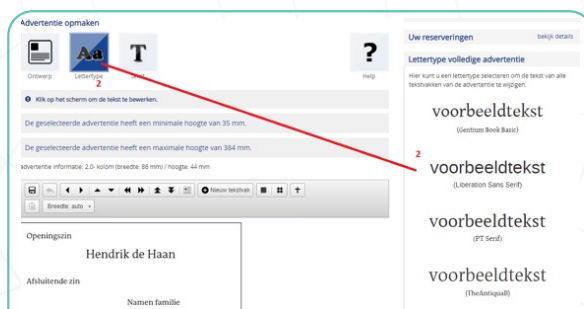 Advertentie opmaken
Aa
T
?
Ontwerp
Lettertype
Help
2
Klik op het scherm om de tekst te bewerken.
De geselecteerde advertentie heeft een minimale hoogte van 35 mm.
De geselecteerde advertentie heeft een maximale hoogte van 384 mm.
advertentie informatie: 2.0- kolom (breedte: 86 mm) / hoogte: 44 mm
Nieuw tekstvak
Breedte: auto
Openingszin
Hendrik de Haan
Afsluitende zin
Namen familie
Uw reserveringen
bekijk details
Lettertype volledige advertentie
Hier kunt u een lettertype selecteren om de tekst van alle
tekstvakken van de advertentie te wijzigen.
voorbeeldtekst
(Gentium Book Basic)
2
voorbeeldtekst
(Liberation Sans Serif)
voorbeeldtekst
(PT Serif)
voorbeeldtekst
(TheAntiquaB)